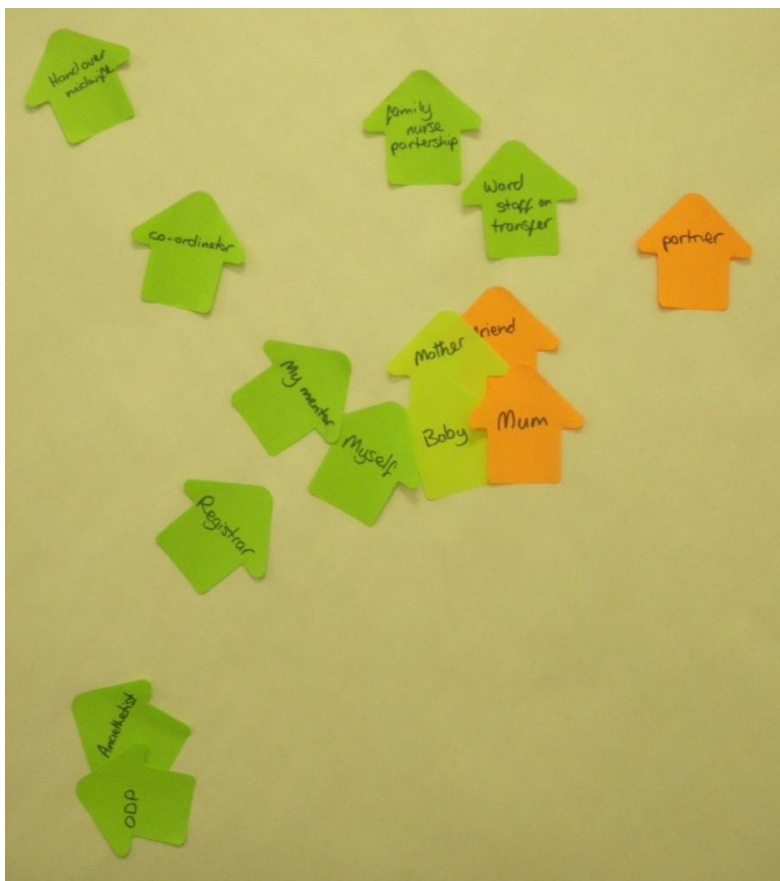 Handover
midwife
family
nurse
partership
Ward
staff on
transfer
co-ordinator
partner
friend
Mother
My mentor
Mum
Baby
Myself
Registrar
Anaethetist
ODP